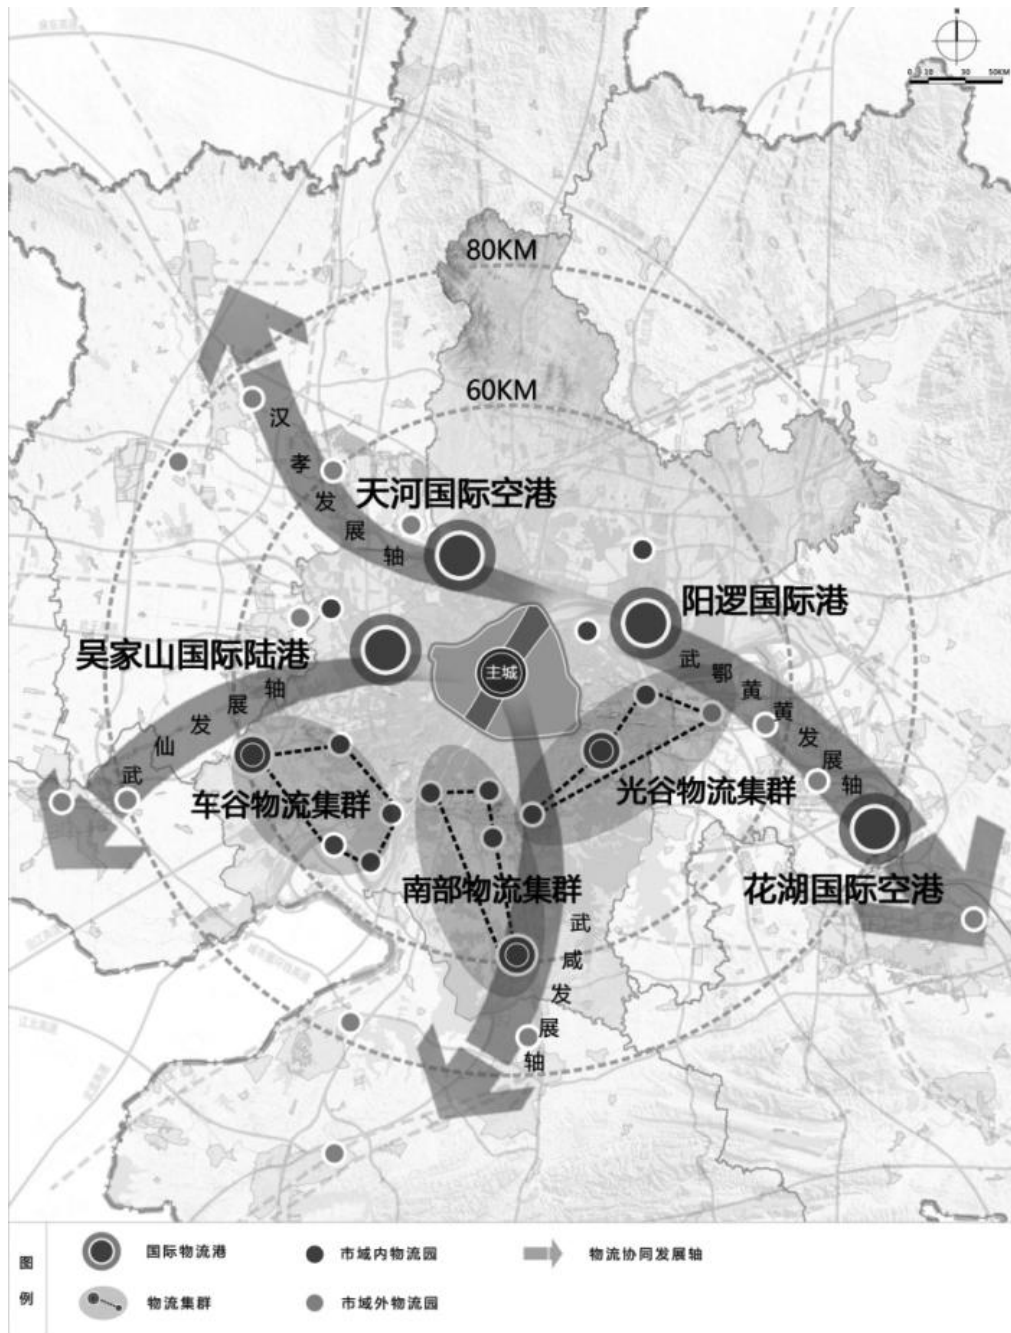 N
0 10 30 50KM
80KM
60KM
汉孝发展轴
天河国际空港
阳逻国际港
吴家山国际陆港
主城
武鄂黄黄发展轴
武仙发展轴
车谷物流集群
光谷物流集群
南部物流集群
花湖国际空港
武咸发展轴
图例
国际物流港
市域内物流园
物流协同发展轴
物流集群
市域外物流园